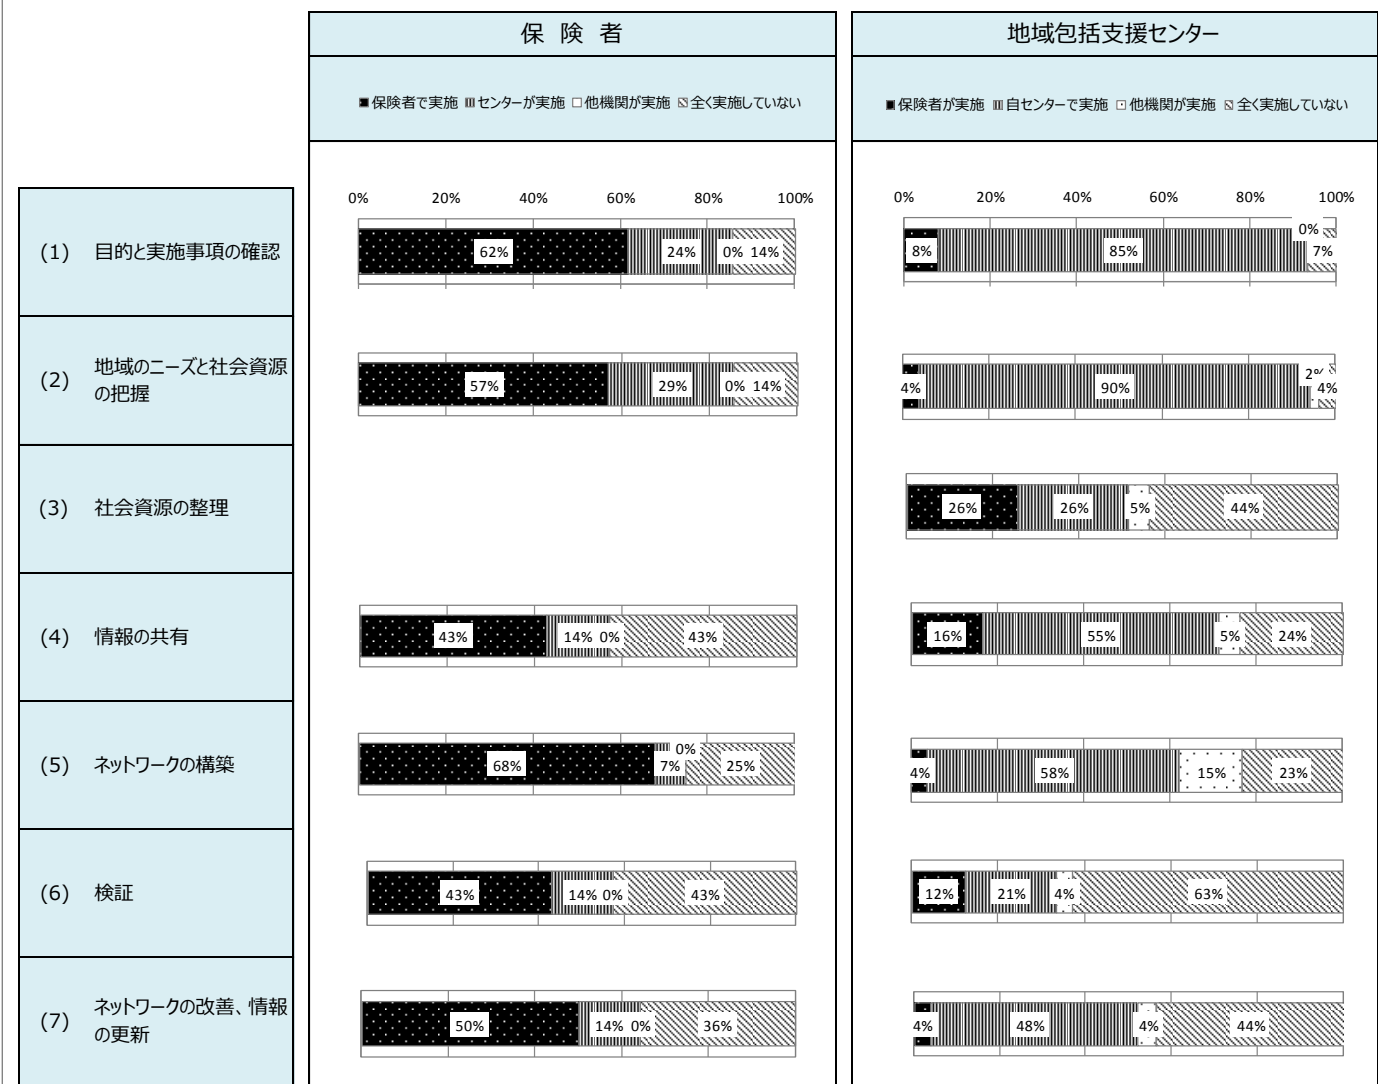 保 険 者
地域包括支援センター
保険者で実施 センターが実施 他機関が実施 全く実施していない
保険者が実施 自センターで実施 他機関が実施 全く実施していない
0% 20% 40% 60% 80% 100%
0% 20% 40% 60% 80% 100%
(1) 目的と実施事項の確認
62% 24% 0% 14%
8% 85% 0% 7%
(2) 地域のニーズと社会資源
の把握
57% 29% 0% 14%
4% 90% 2% 4%
(3) 社会資源の整理
26% 26% 5% 44%
(4) 情報の共有
43% 14% 0% 43%
16% 55% 5% 24%
(5) ネットワークの構築
68% 7% 0% 25%
4% 58% 15% 23%
(6) 検証
43% 14% 0% 43%
12% 21% 4% 63%
(7) ネットワークの改善、情報
の更新
50% 14% 0% 36%
4% 48% 4% 44%